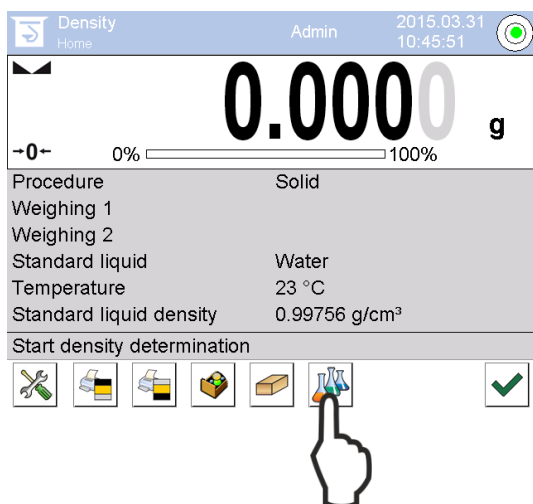 Density Admin 2015.03.31
Home 10:45:51
0.0000 g
→0← 0% 100%
Procedure Solid
Weighing 1
Weighing 2
Standard liquid Water
Temperature 23 °C
Standard liquid density 0.99756 g/cm³
Start density determination